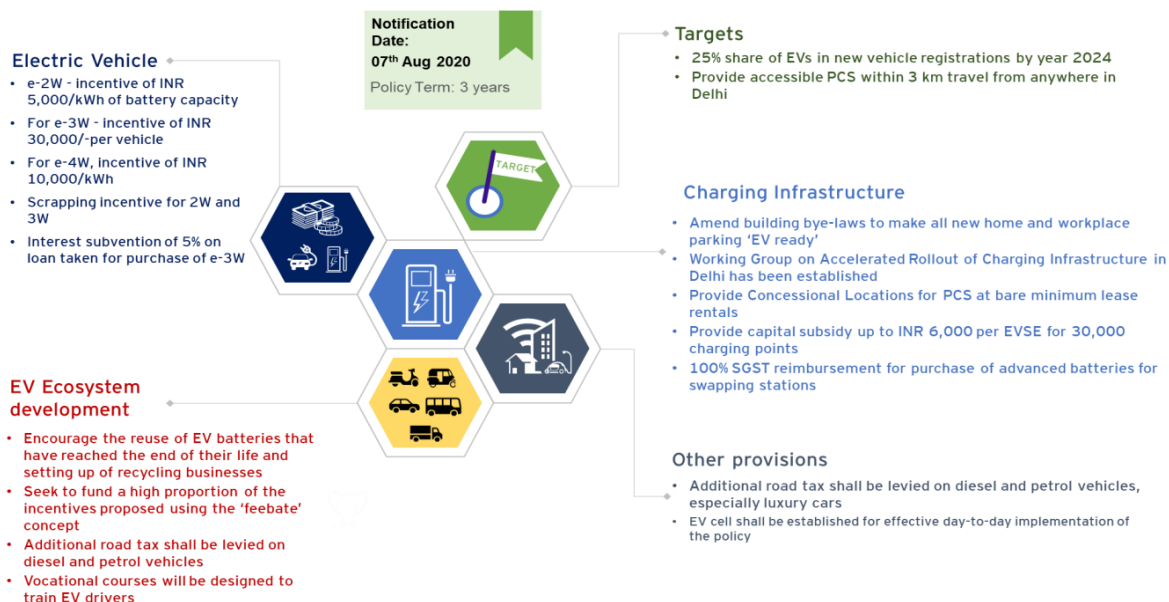 Notification
Date:
07th Aug 2020
Policy Term: 3 years
Electric Vehicle
• e-2W - incentive of INR
5,000/kWh of battery capacity
• For e-3W - incentive of INR
30,000/-per vehicle
• For e-4W, incentive of INR
10,000/kWh
• Scrapping incentive for 2W and
3W
• Interest subvention of 5% on
loan taken for purchase of e-3W
Targets
• 25% share of EVs in new vehicle registrations by year 2024
• Provide accessible PCS within 3 km travel from anywhere in
Delhi
TARGET
Charging Infrastructure
• Amend building bye-laws to make all new home and workplace
parking ‘EV ready’
• Working Group on Accelerated Rollout of Charging Infrastructure in
Delhi has been established
• Provide Concessional Locations for PCS at bare minimum lease
rentals
• Provide capital subsidy up to INR 6,000 per EVSE for 30,000
charging points
• 100% SGST reimbursement for purchase of advanced batteries for
swapping stations
EV Ecosystem
development
• Encourage the reuse of EV batteries that
have reached the end of their life and
setting up of recycling businesses
• Seek to fund a high proportion of the
incentives proposed using the ‘feebate’
concept
• Additional road tax shall be levied on
diesel and petrol vehicles
• Vocational courses will be designed to
train EV drivers
Other provisions
• Additional road tax shall be levied on diesel and petrol vehicles,
especially luxury cars
• EV cell shall be established for effective day-to-day implementation of
the policy